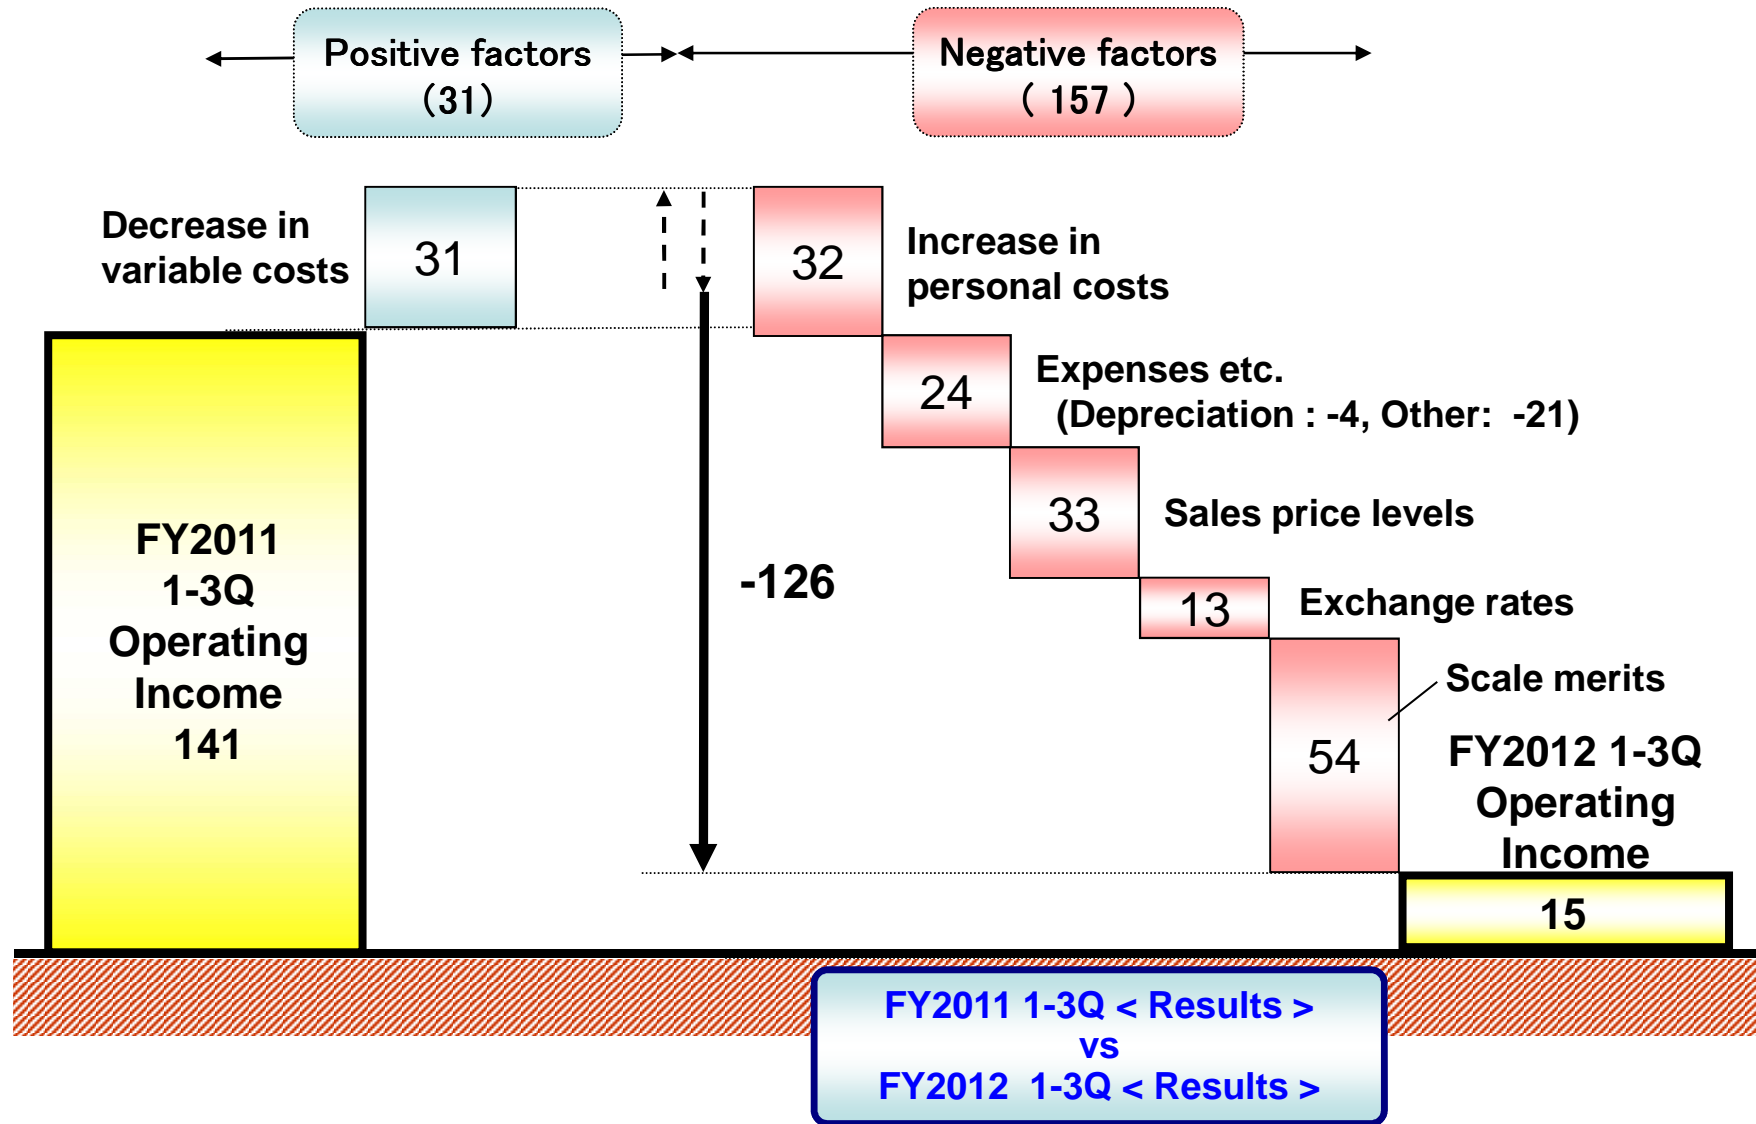 Positive factors
(31)
Negative factors
( 157 )
Decrease in
variable costs
31
32
Increase in
personal costs
24
Expenses etc.
(Depreciation : -4, Other:  -21)
33
Sales price levels
-126
13
Exchange rates
54
Scale merits
FY2011
1-3Q
Operating
Income
141
FY2012 1-3Q
Operating
Income
15
FY2011 1-3Q < Results >
vs
FY2012  1-3Q < Results >